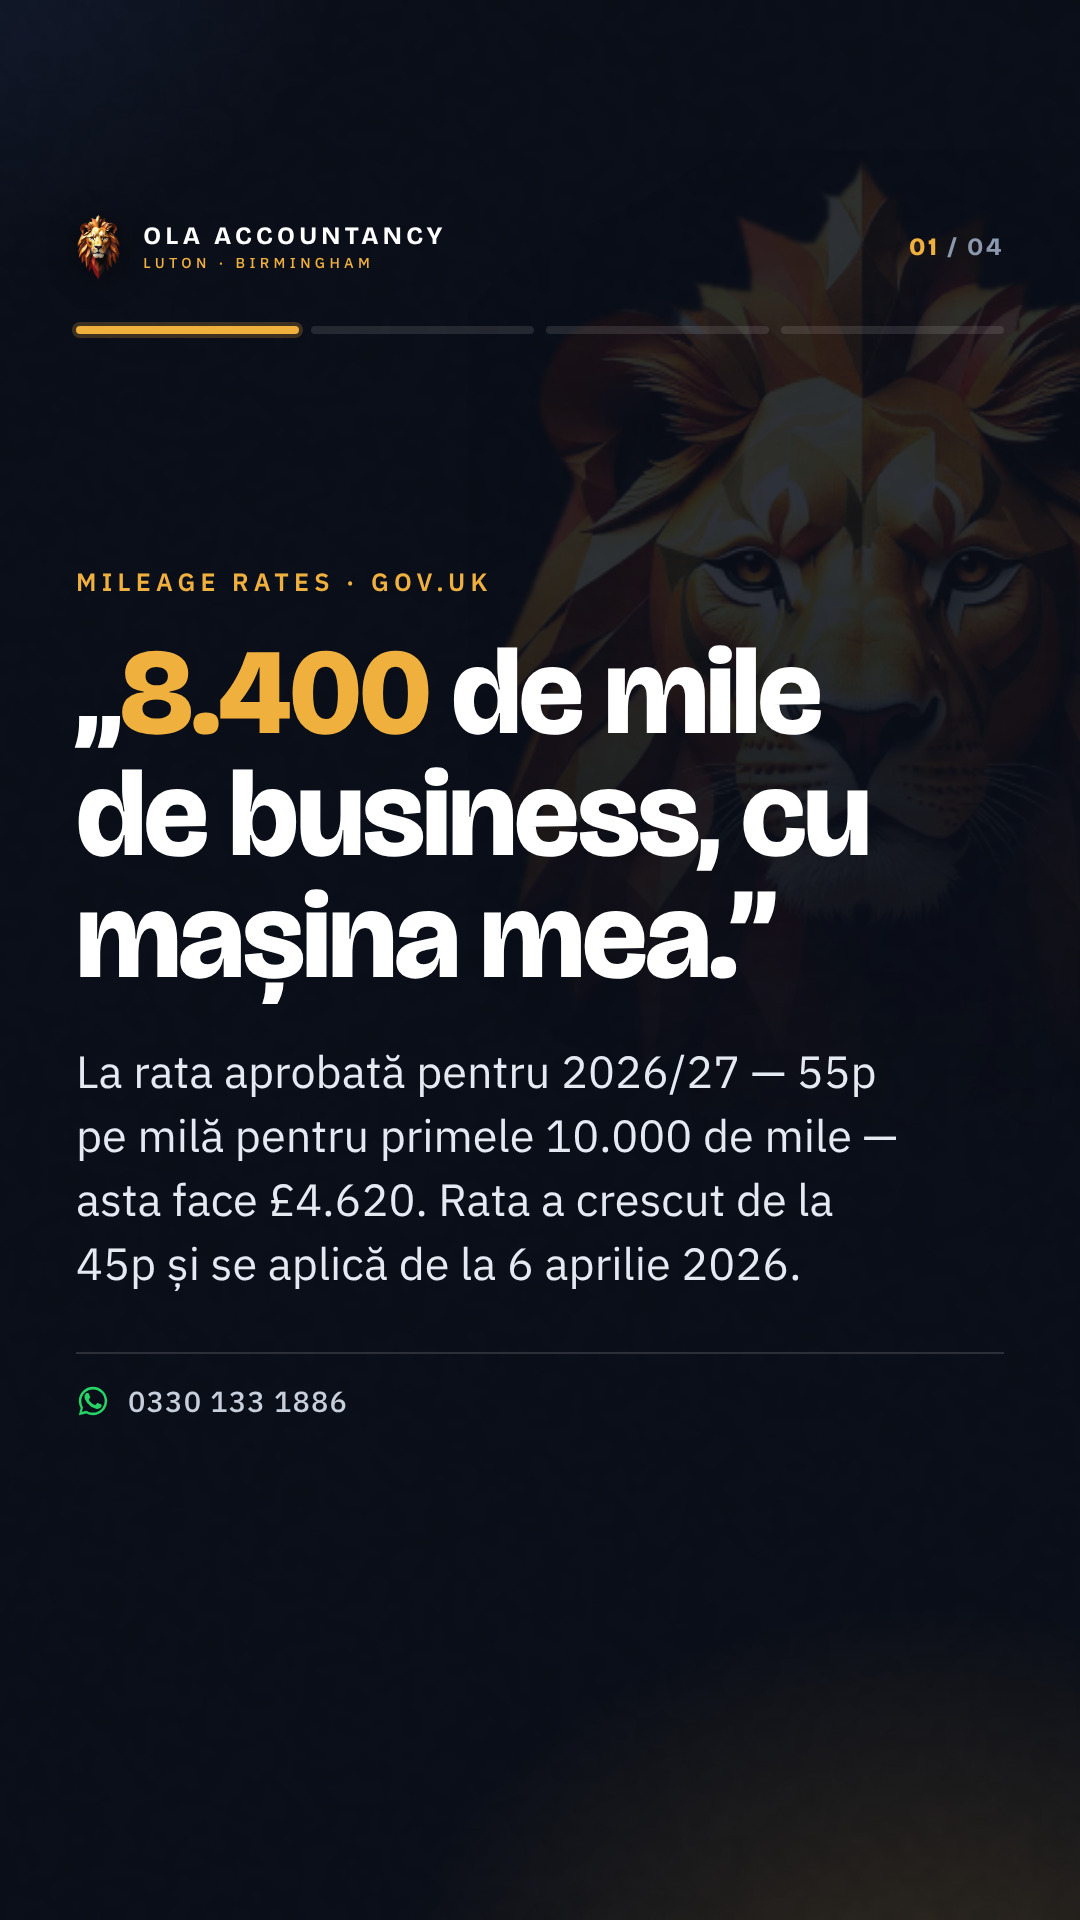 OLA ACCOUNTANCY
LUTON · BIRMINGHAM
01 / 04
MILEAGE RATES · GOV.UK
„8.400 de mile
de business, cu
mașina mea.”
La rata aprobată pentru 2026/27 — 55p
pe milă pentru primele 10.000 de mile —
asta face £4.620. Rata a crescut de la
45p și se aplică de la 6 aprilie 2026.
0330 133 1886